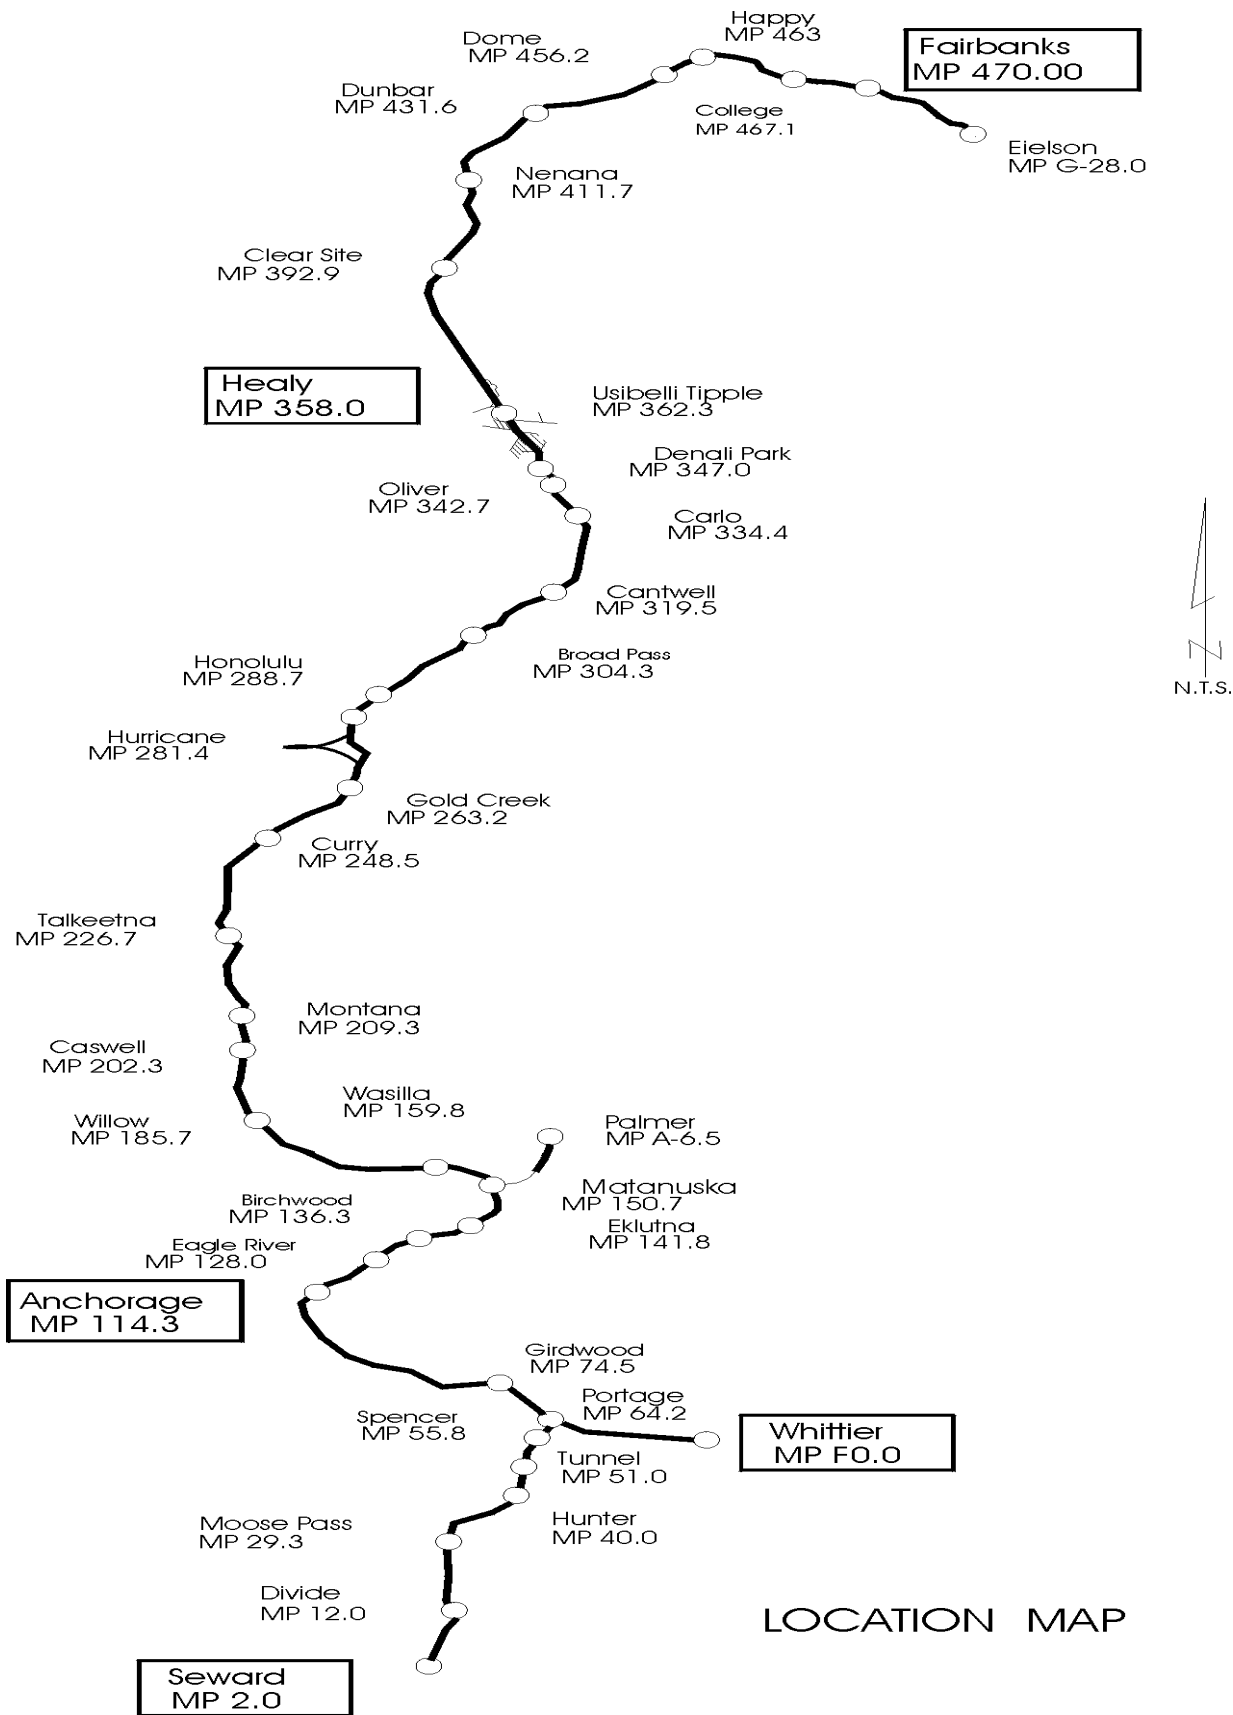 Happy
MP 463
Dome
MP 456.2
Fairbanks
MP 470.00
Dunbar
MP 431.6
College
MP 467.1
Eielson
MP G-28.0
Nenana
MP 411.7
Clear Site
MP 392.9
Healy
MP 358.0
Usibelli Tipple
MP 362.3
Denali Park
MP 347.0
Oliver
MP 342.7
Carlo
MP 334.4
Cantwell
MP 319.5
Broad Pass
MP 304.3
Honolulu
MP 288.7
N
N.T.S.
Hurricane
MP 281.4
Gold Creek
MP 263.2
Curry
MP 248.5
Talkeetna
MP 226.7
Montana
MP 209.3
Caswell
MP 202.3
Wasilla
MP 159.8
Willow
MP 185.7
Palmer
MP A-6.5
Matanuska
MP 150.7
Birchwood
MP 136.3
Eklutna
MP 141.8
Eagle River
MP 128.0
Anchorage
MP 114.3
Girdwood
MP 74.5
Portage
MP 64.2
Spencer
MP 55.8
Whittier
MP F0.0
Tunnel
MP 51.0
Hunter
MP 40.0
Moose Pass
MP 29.3
Divide
MP 12.0
LOCATION MAP
Seward
MP 2.0